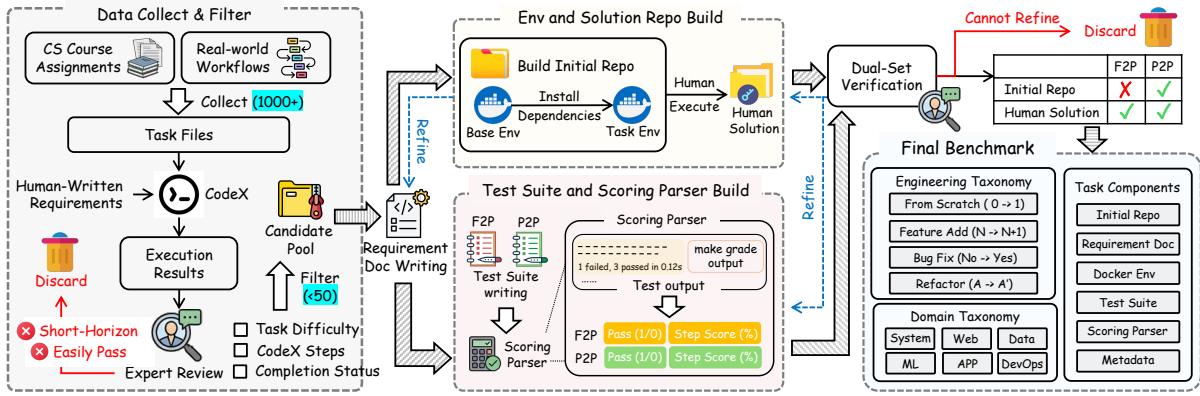 Data Collect & Filter
CS Course
Assignments
Real-world
Workflows
Collect (1000+)
Task Files
Human-Written
Requirements
CodeX
Execution
Results
Discard
Short-Horizon
Easily Pass
Expert Review
Candidate
Pool
Filter
(<50)
Task Difficulty
CodeX Steps
Completion Status
Requirement
Doc Writing
Refine
Env and Solution Repo Build
Build Initial Repo
Install
Dependencies
Base Env
Task Env
Human
Execute
Human
Solution
Test Suite and Scoring Parser Build
F2P
P2P
Test Suite
writing
Scoring
Parser
Scoring Parser
1 failed, 3 passed in 0.12s
......
make grade
output
Test output
F2P
Pass (1/0)
Step Score (%)
P2P
Pass (1/0)
Step Score (%)
Refine
Dual-Set
Verification
Cannot Refine
Discard
F2P
P2P
Initial Repo
✗
✓
Human Solution
✓
✓
Final Benchmark
Engineering Taxonomy
From Scratch ( 0 -> 1)
Feature Add (N -> N+1)
Bug Fix (No -> Yes)
Refactor (A -> A')
Domain Taxonomy
System
Web
Data
ML
APP
DevOps
Task Components
Initial Repo
Requirement Doc
Docker Env
Test Suite
Scoring Parser
Metadata